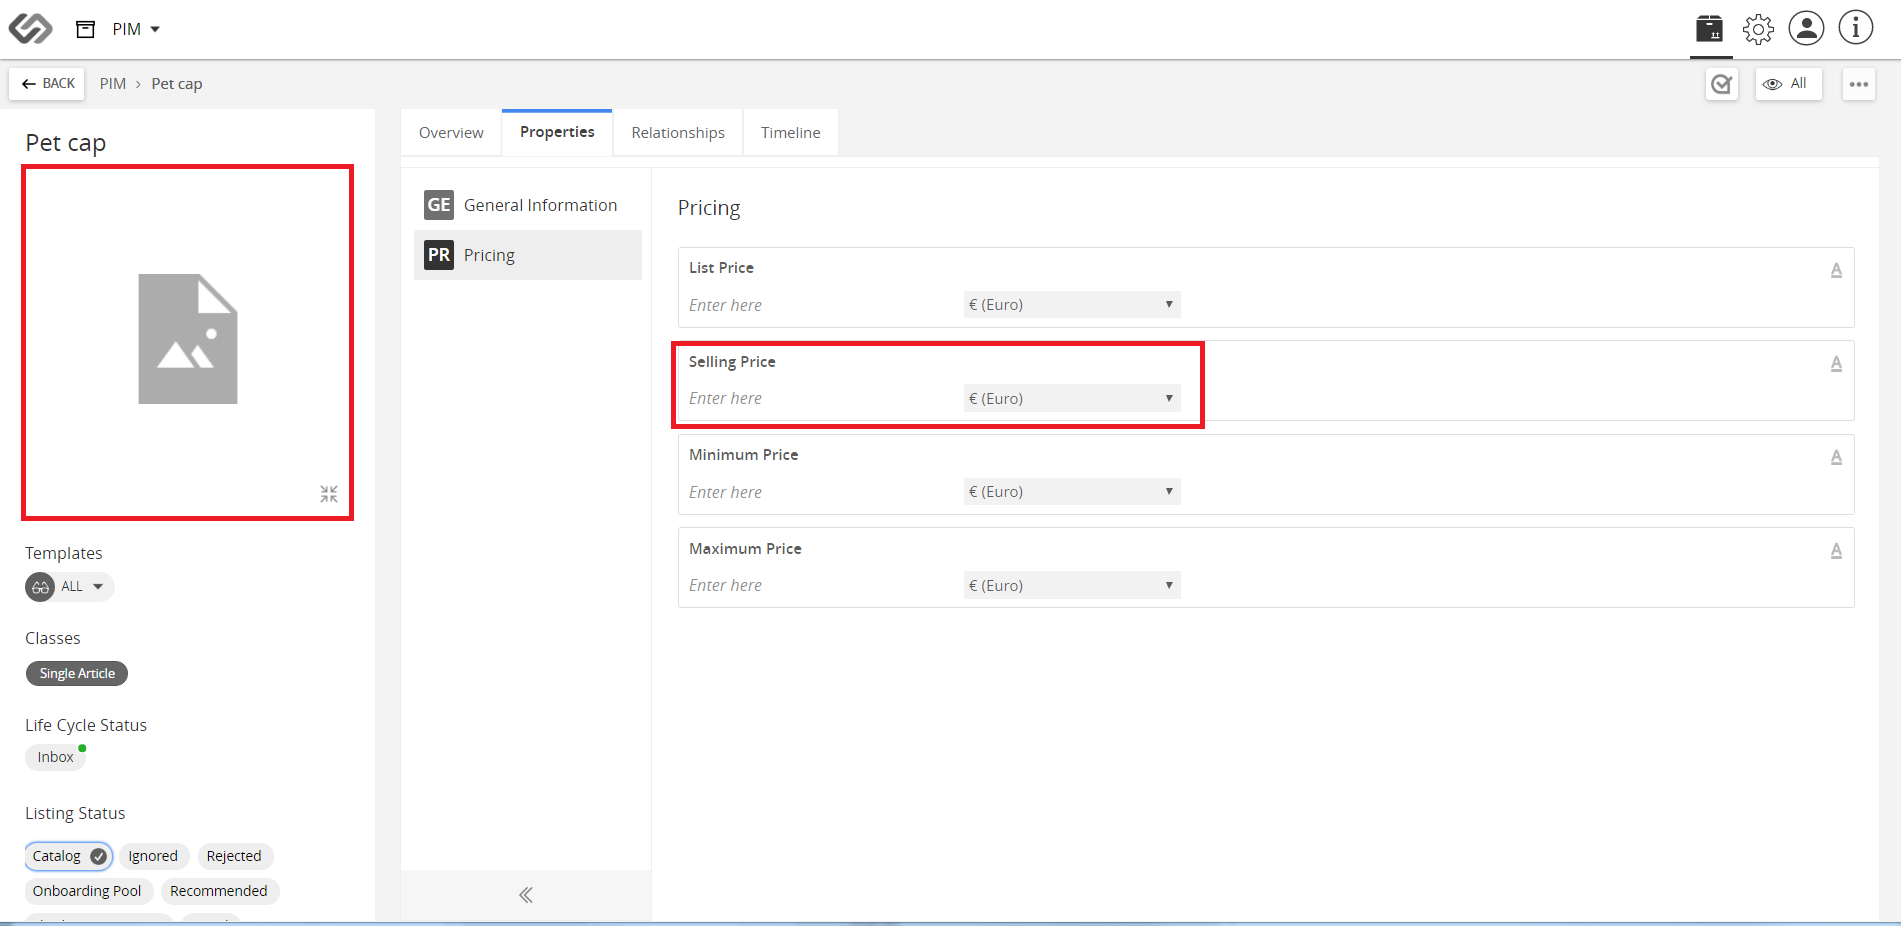 PIM
BACK PIM › Pet cap
All
Pet cap
Overview Properties Relationships Timeline
GE General Information
PR Pricing
Pricing
List Price
Enter here € (Euro)
Selling Price
Enter here € (Euro)
Minimum Price
Enter here € (Euro)
Maximum Price
Enter here € (Euro)
Templates
ALL
Classes
Single Article
Life Cycle Status
Inbox
Listing Status
Catalog Ignored Rejected
Onboarding Pool Recommended